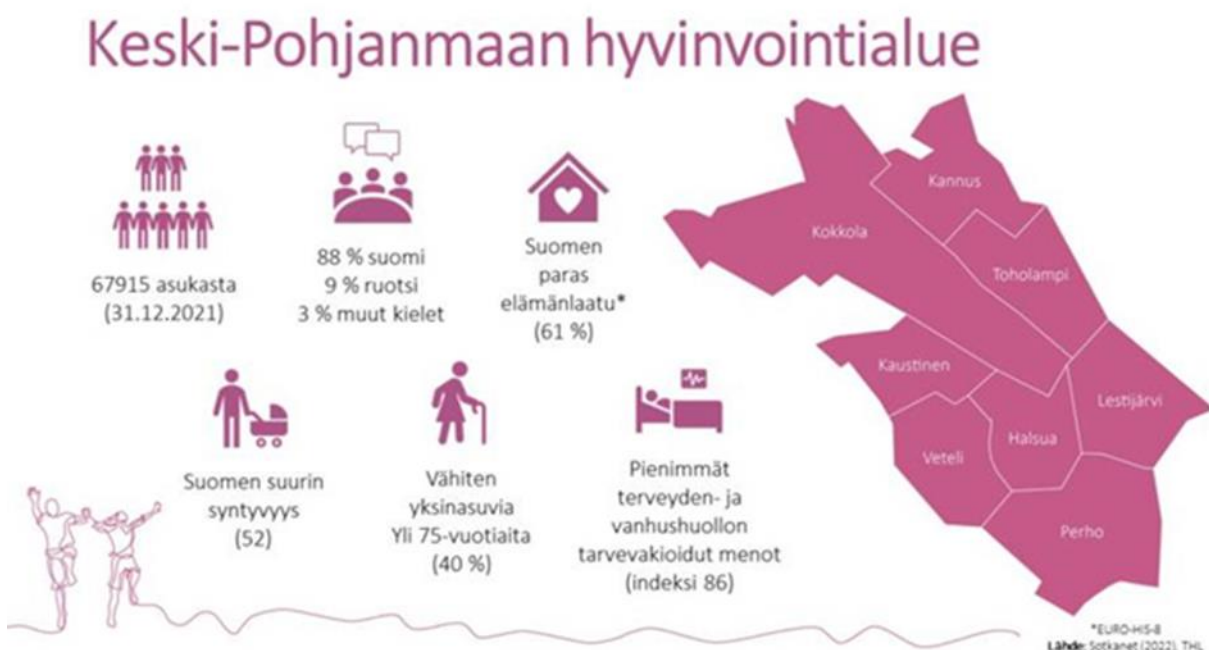 Keski-Pohjanmaan hyvinvointialue
67915 asukasta
(31.12.2021)
88 % suomi
9 % ruotsi
3 % muut kielet
Suomen
paras
elämänlaatu*
(61 %)
Suomen suurin
syntyvyys
(52)
Vähiten
yksinasuvia
Yli 75-vuotiaita
(40 %)
Pienimmät
terveyden- ja
vanhushuollon
tarvevakioidut menot
(indeksi 86)
Kannus
Kokkola
Toholampi
Kaustinen
Lestijärvi
Halsua
Veteli
Perho
*EURO-HIS-8
Lähde: Sotkanet (2022), THL